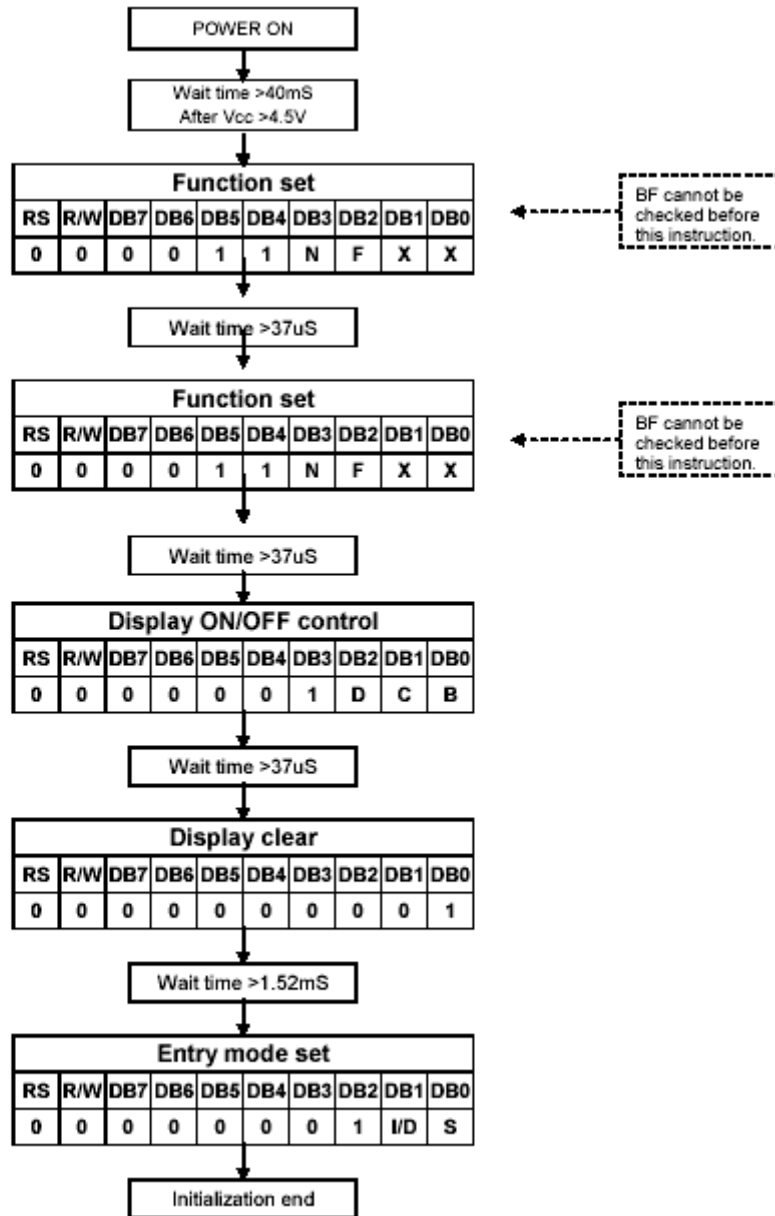 POWER ON
Wait time >40mS
After Vcc >4.5V
Function set
RS R/W DB7 DB6 DB5 DB4 DB3 DB2 DB1 DB0
0 0 0 0 1 1 N F X X
BF cannot be
checked before
this instruction.
Wait time >37uS
Function set
RS R/W DB7 DB6 DB5 DB4 DB3 DB2 DB1 DB0
0 0 0 0 1 1 N F X X
BF cannot be
checked before
this instruction.
Wait time >37uS
Display ON/OFF control
RS R/W DB7 DB6 DB5 DB4 DB3 DB2 DB1 DB0
0 0 0 0 0 0 1 D C B
Wait time >37uS
Display clear
RS R/W DB7 DB6 DB5 DB4 DB3 DB2 DB1 DB0
0 0 0 0 0 0 0 0 0 1
Wait time >1.52mS
Entry mode set
RS R/W DB7 DB6 DB5 DB4 DB3 DB2 DB1 DB0
0 0 0 0 0 0 0 1 I/D S
Initialization end